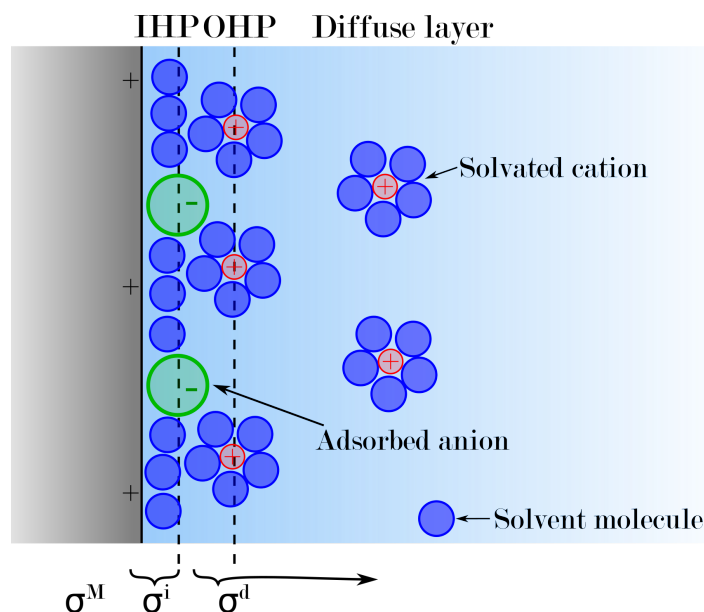 IHP OHP Diffuse layer
+
+
Solvated cation
+
-
+
+
+
-
Adsorbed anion
+
+
Solvent molecule
σᴹ σⁱ σᵈ